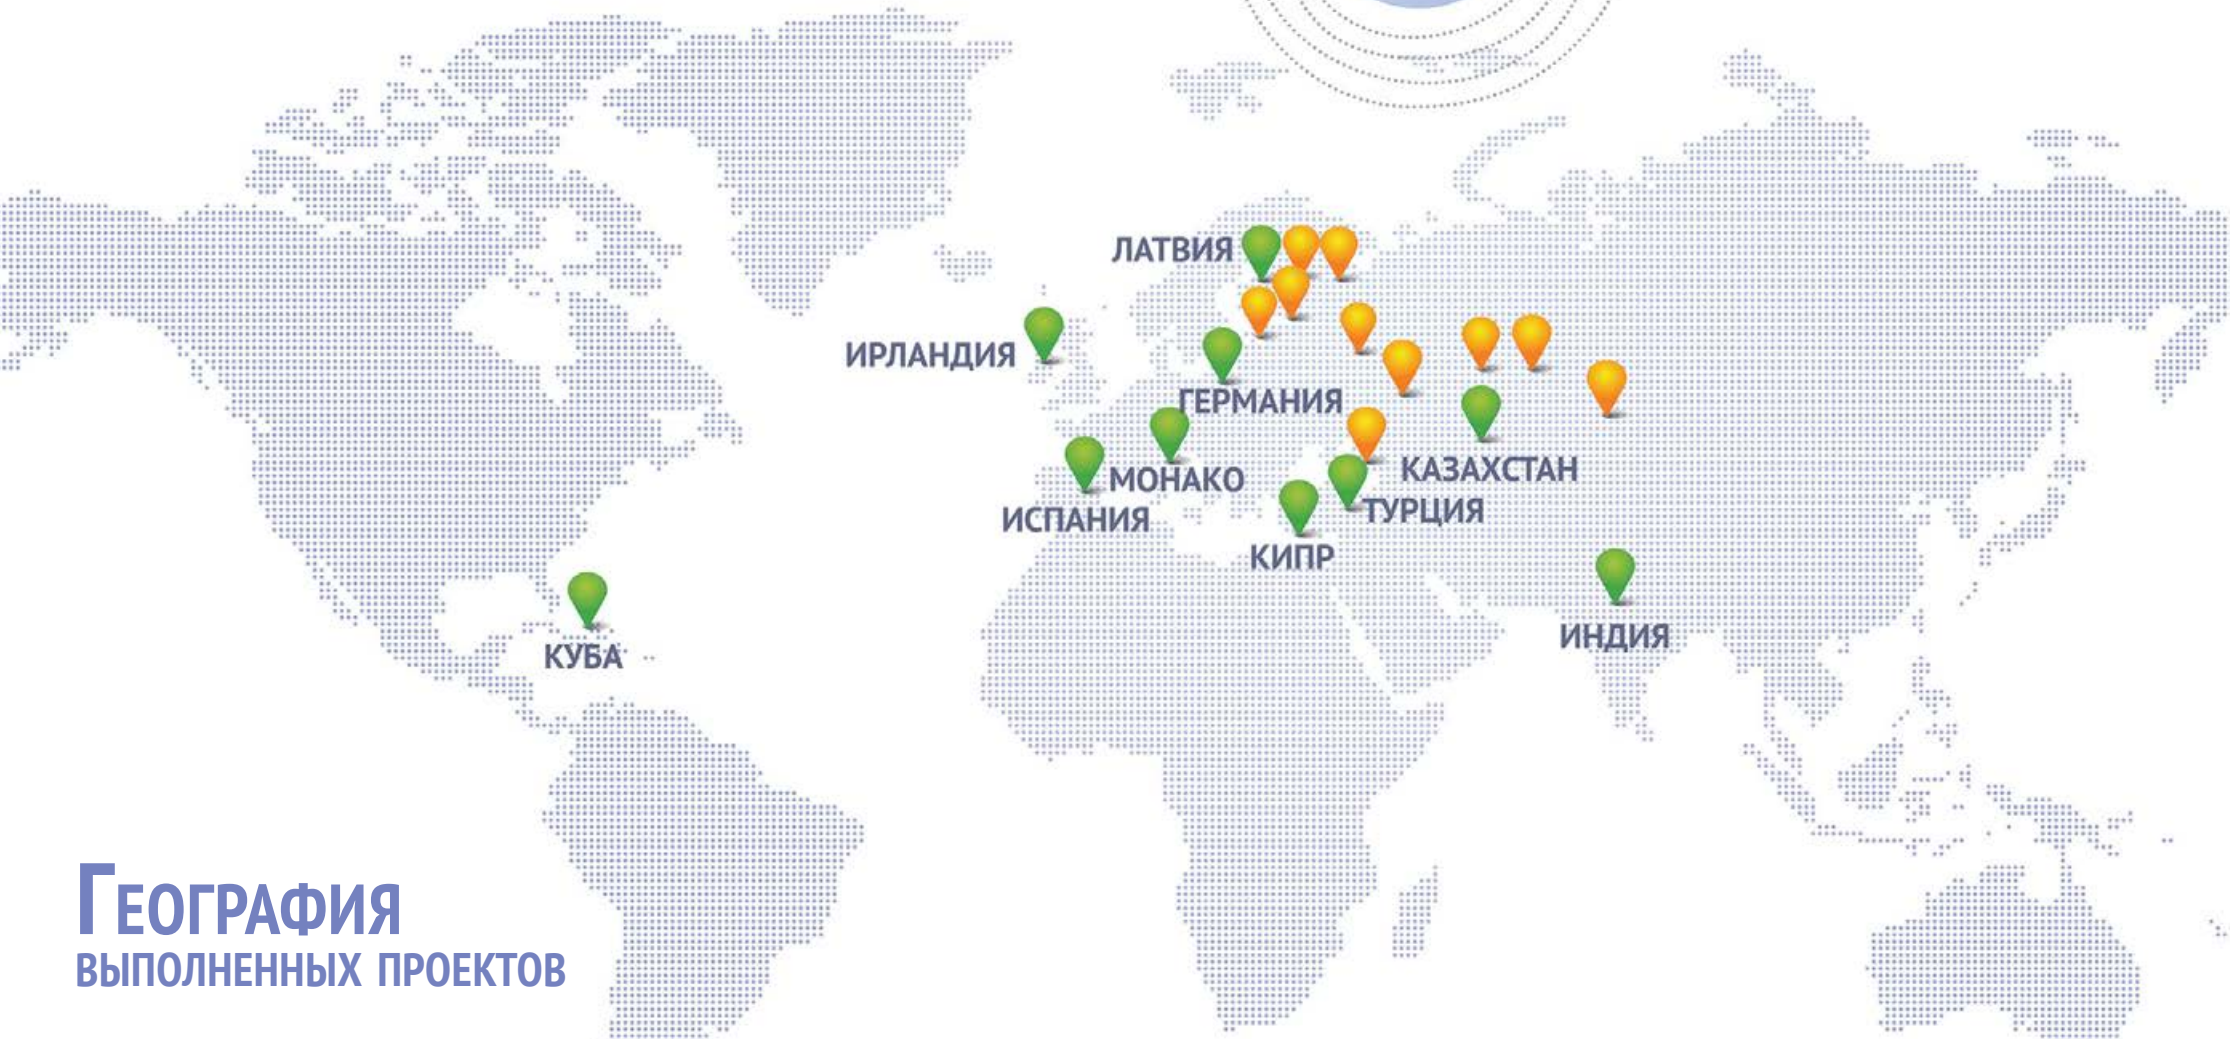 ЛАТВИЯ
ИРЛАНДИЯ
ГЕРМАНИЯ
МОНАКО
КАЗАХСТАН
ИСПАНИЯ
ТУРЦИЯ
КИПР
ИНДИЯ
КУБА
ГЕОГРАФИЯ
ВЫПОЛНЕННЫХ ПРОЕКТОВ